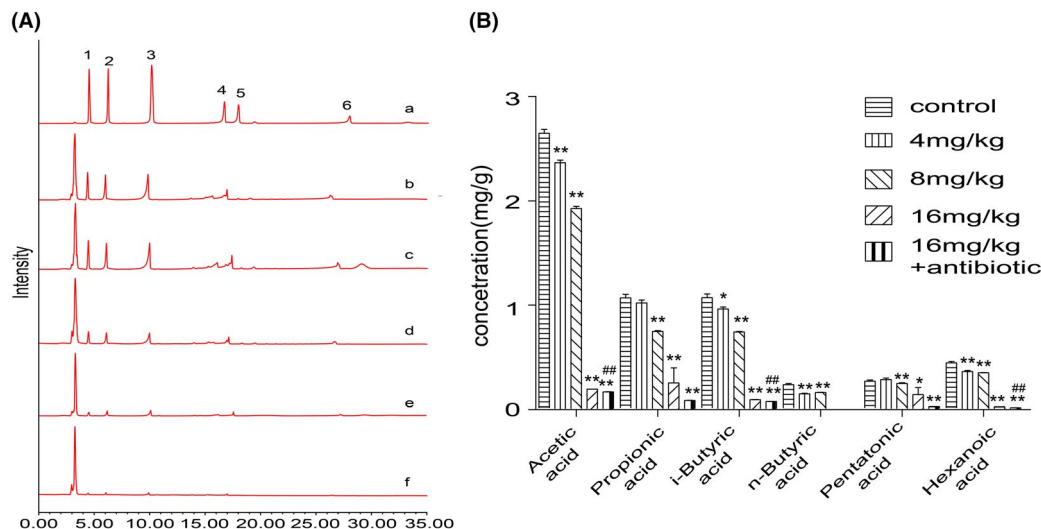 (A)
1 2 3 4 5 6
a
b
c
d
e
f
Intensity
0.00 5.00 10.00 15.00 20.00 25.00 30.00 35.00
(B)
concetration(mg/g)
3
2
1
0
control
4mg/kg
8mg/kg
16mg/kg
16mg/kg
+antibiotic
** ** ** ## **
** ** **
* ** ** ## **
** **
** * **
** ** ** ## **
Acetic
acid
Propionic
acid
i-Butyric
acid
n-Butyric
acid
Pentatonic
acid
Hexanoic
acid